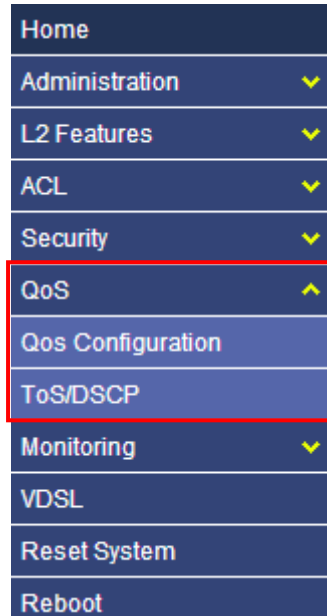 Home
Administration
L2 Features
ACL
Security
QoS
Qos Configuration
ToS/DSCP
Monitoring
VDSL
Reset System
Reboot